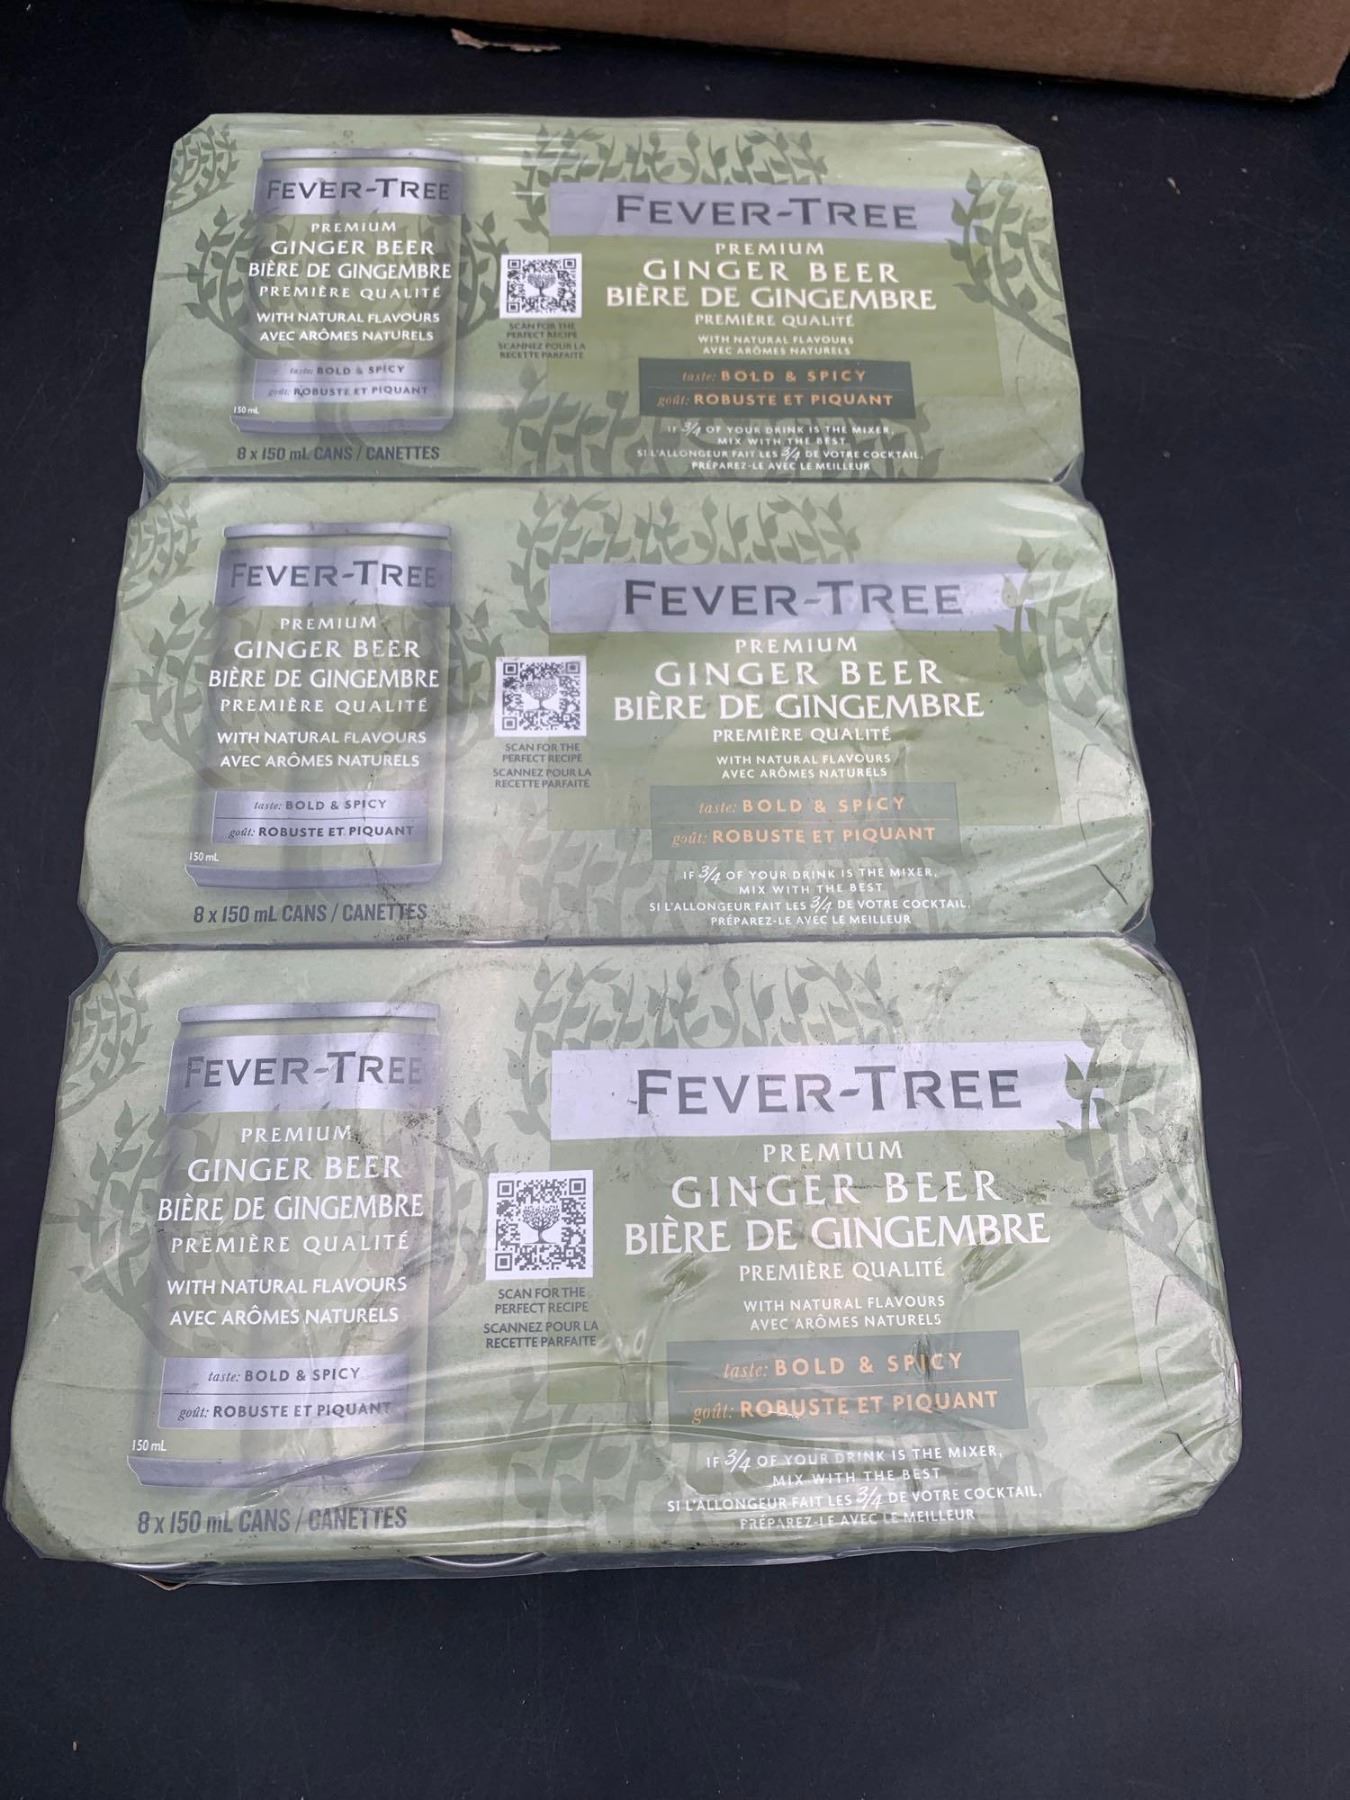 FEVER-TREE
PREMIUM
GINGER BEER
BIÈRE DE GINGEMBRE
PREMIÈRE QUALITÉ
WITH NATURAL FLAVOURS
AVEC ARÔMES NATURELS
taste: BOLD & SPICY
goût: ROBUSTE ET PIQUANT
150 mL
8 x 150 mL CANS / CANETTES
SCAN FOR THE
PERFECT RECIPE
SCANNEZ POUR LA
RECETTE PARFAITE
FEVER-TREE
PREMIUM
GINGER BEER
BIÈRE DE GINGEMBRE
PREMIÈRE QUALITÉ
WITH NATURAL FLAVOURS
AVEC ARÔMES NATURELS
taste: BOLD & SPICY
goût: ROBUSTE ET PIQUANT
IF 3/4 OF YOUR DRINK IS THE MIXER,
MIX WITH THE BEST
SI L'ALLONGEUR FAIT LES 3/4 DE VOTRE COCKTAIL,
PRÉPAREZ-LE AVEC LE MEILLEUR
FEVER-TREE
PREMIUM
GINGER BEER
BIÈRE DE GINGEMBRE
PREMIÈRE QUALITÉ
WITH NATURAL FLAVOURS
AVEC ARÔMES NATURELS
taste: BOLD & SPICY
goût: ROBUSTE ET PIQUANT
150 mL
8 x 150 mL CANS / CANETTES
SCAN FOR THE
PERFECT RECIPE
SCANNEZ POUR LA
RECETTE PARFAITE
FEVER-TREE
PREMIUM
GINGER BEER
BIÈRE DE GINGEMBRE
PREMIÈRE QUALITÉ
WITH NATURAL FLAVOURS
AVEC ARÔMES NATURELS
taste: BOLD & SPICY
goût: ROBUSTE ET PIQUANT
IF 3/4 OF YOUR DRINK IS THE MIXER,
MIX WITH THE BEST
SI L'ALLONGEUR FAIT LES 3/4 DE VOTRE COCKTAIL,
PRÉPAREZ-LE AVEC LE MEILLEUR
FEVER-TREE
PREMIUM
GINGER BEER
BIÈRE DE GINGEMBRE
PREMIÈRE QUALITÉ
WITH NATURAL FLAVOURS
AVEC ARÔMES NATURELS
taste: BOLD & SPICY
goût: ROBUSTE ET PIQUANT
150 mL
8 x 150 mL CANS / CANETTES
SCAN FOR THE
PERFECT RECIPE
SCANNEZ POUR LA
RECETTE PARFAITE
FEVER-TREE
PREMIUM
GINGER BEER
BIÈRE DE GINGEMBRE
PREMIÈRE QUALITÉ
WITH NATURAL FLAVOURS
AVEC ARÔMES NATURELS
taste: BOLD & SPICY
goût: ROBUSTE ET PIQUANT
IF 3/4 OF YOUR DRINK IS THE MIXER,
MIX WITH THE BEST
SI L'ALLONGEUR FAIT LES 3/4 DE VOTRE COCKTAIL,
PRÉPAREZ-LE AVEC LE MEILLEUR